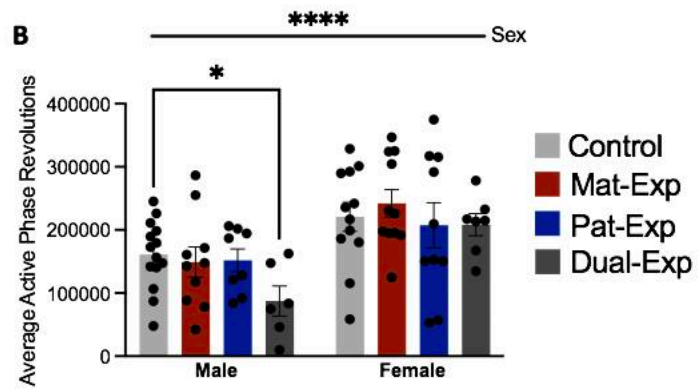 B
****
Sex
*
Average Active Phase Revolutions
400000
300000
200000
100000
0
Male
Female
Control
Mat-Exp
Pat-Exp
Dual-Exp